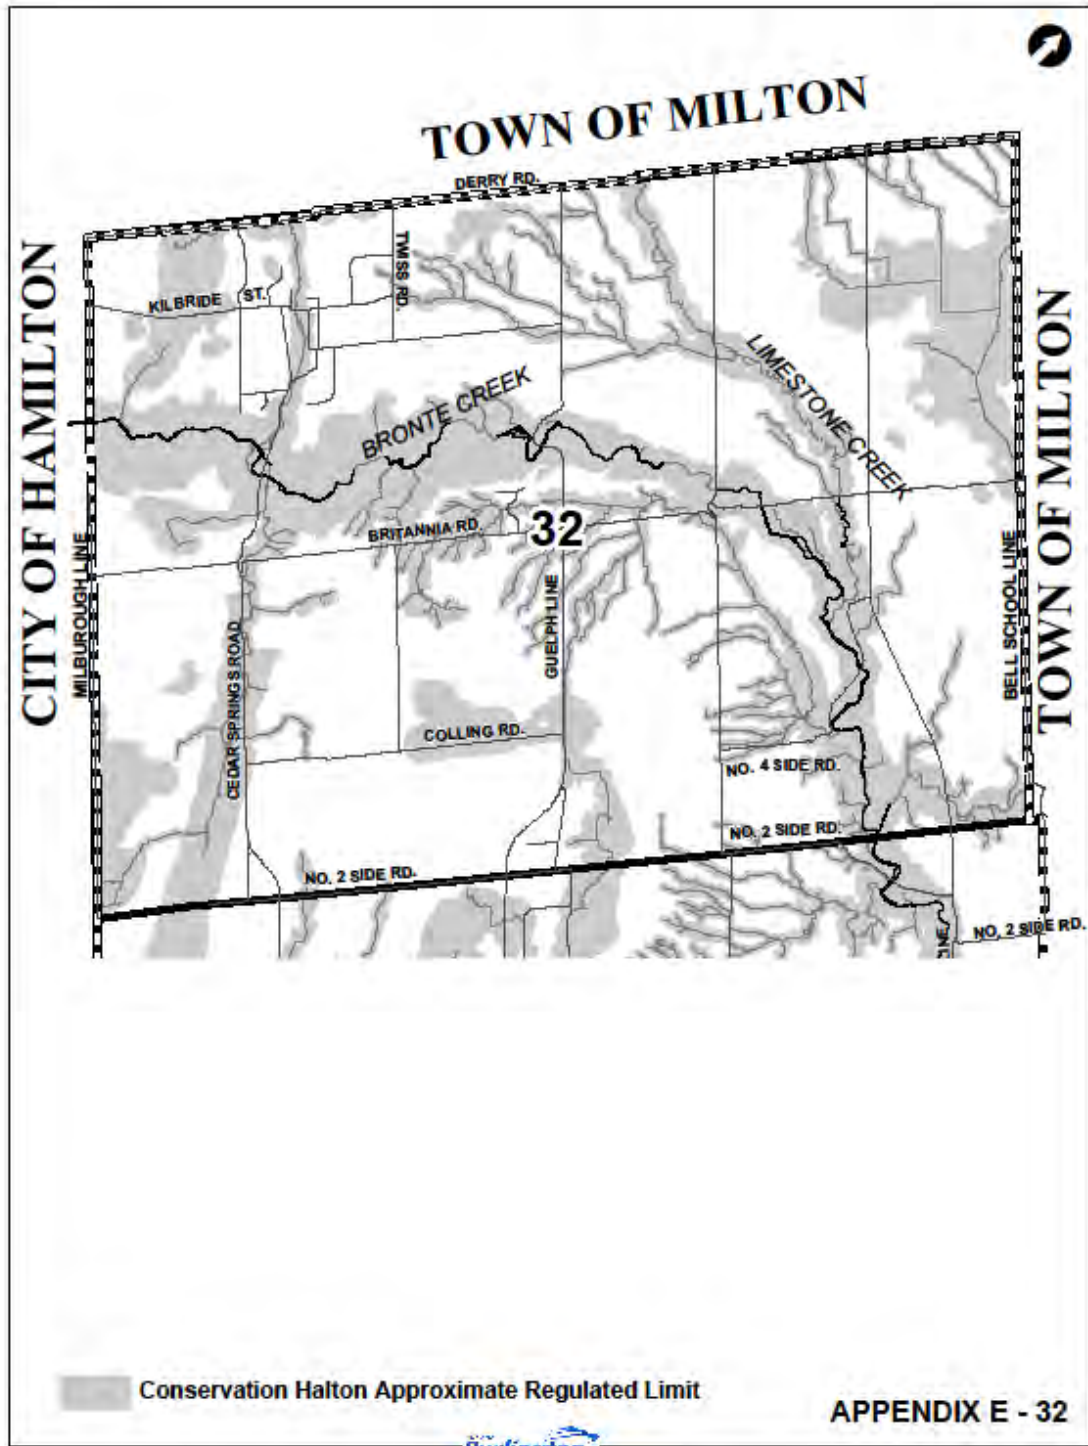 TOWN OF MILTON
DERRY RD.
CITY OF HAMILTON
TOWN OF MILTON
TWISS RD.
KILBRIDE ST.
LIMESTONE CREEK
BRONTE CREEK
BRITANNIA RD.
32
MILBOROUGH LINE
GUELPH LINE
BELL SCHOOL LINE
CEDAR SPRINGS ROAD
COLLING RD.
NO. 4 SIDE RD.
NO. 2 SIDE RD.
NO. 2 SIDE RD.
NO. 2 SIDE RD.
Conservation Halton Approximate Regulated Limit
APPENDIX E - 32